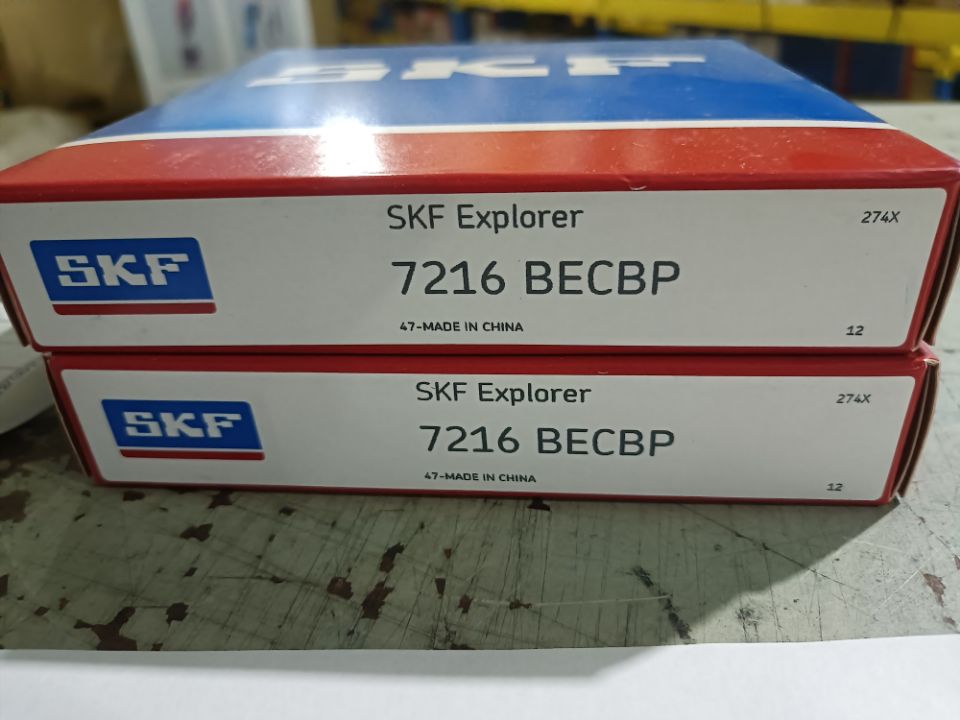 SKF
SKF Explorer
274X
SKF
7216 BECBP
47-MADE IN CHINA
12
SKF Explorer
274X
SKF
7216 BECBP
47-MADE IN CHINA
12